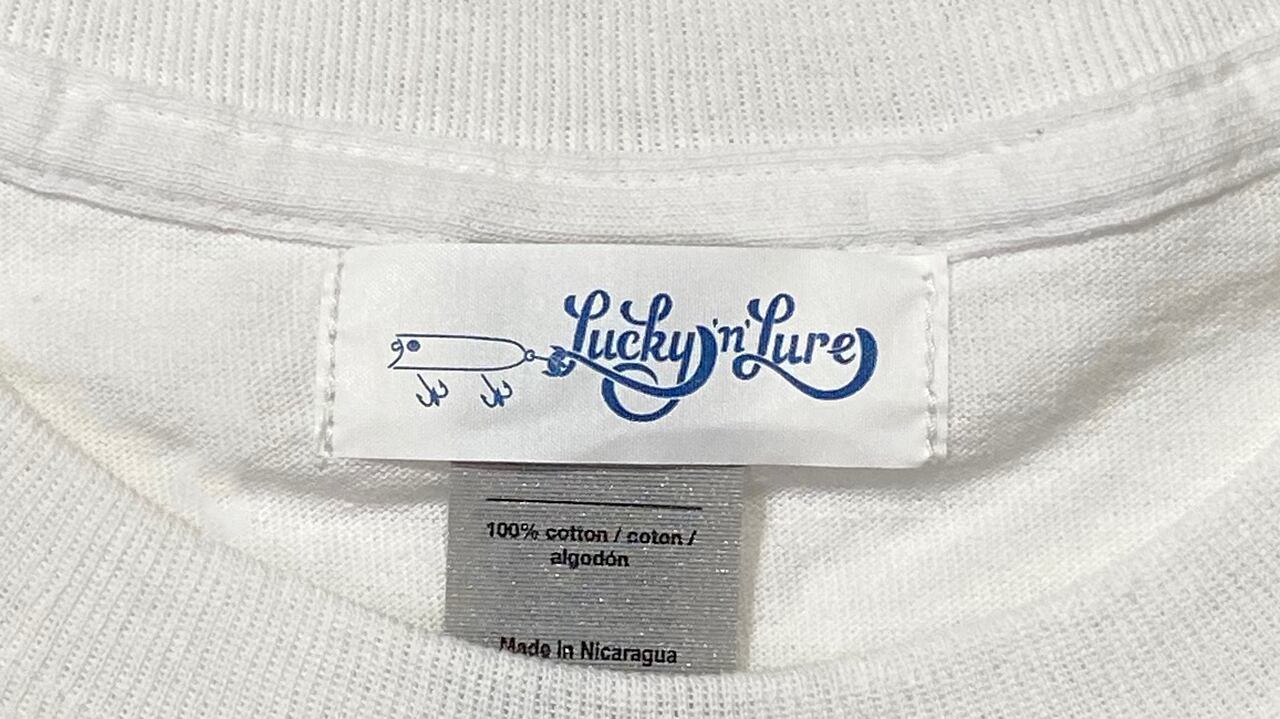 Lucky 'n' Lure
100% cotton / coton /
algodón
Made in Nicaragua